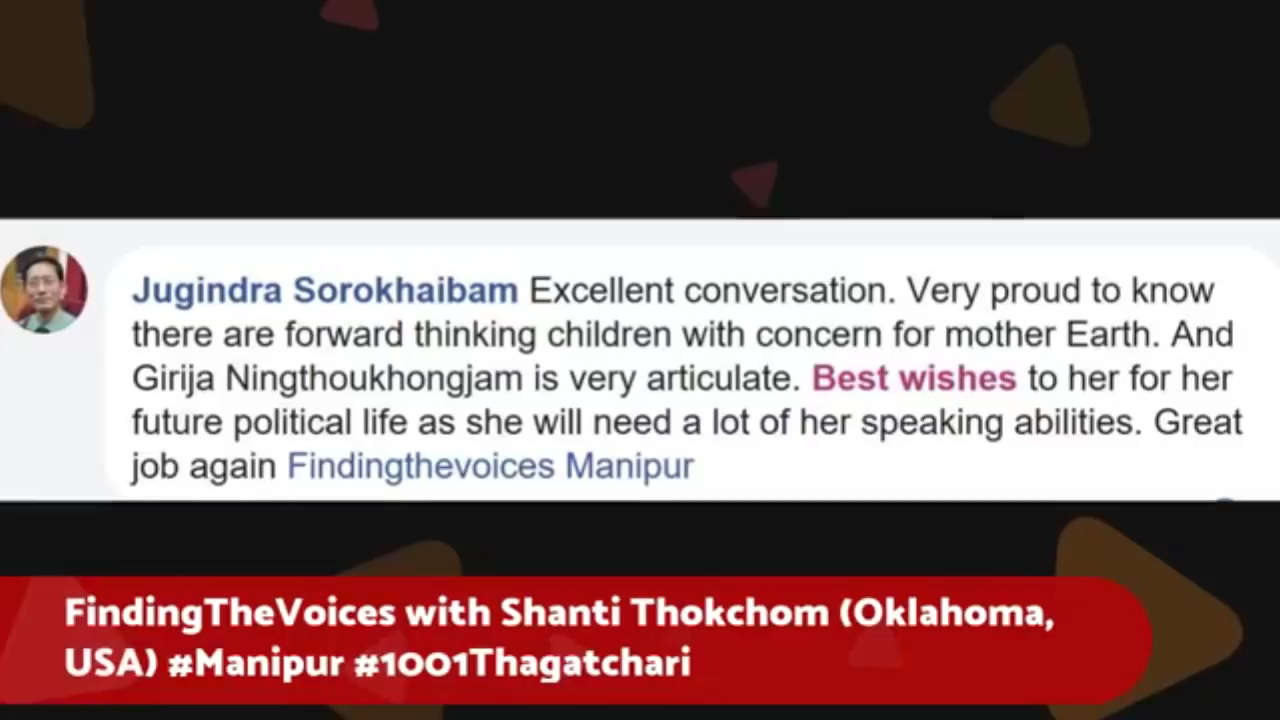 Jugindra Sorokhaibam Excellent conversation. Very proud to know
there are forward thinking children with concern for mother Earth. And
Girija Ningthoukhongjam is very articulate. Best wishes to her for her
future political life as she will need a lot of her speaking abilities. Great
job again Findingthevoices Manipur
FindingTheVoices with Shanti Thokchom (Oklahoma,
USA) #Manipur #1001Thagatchari